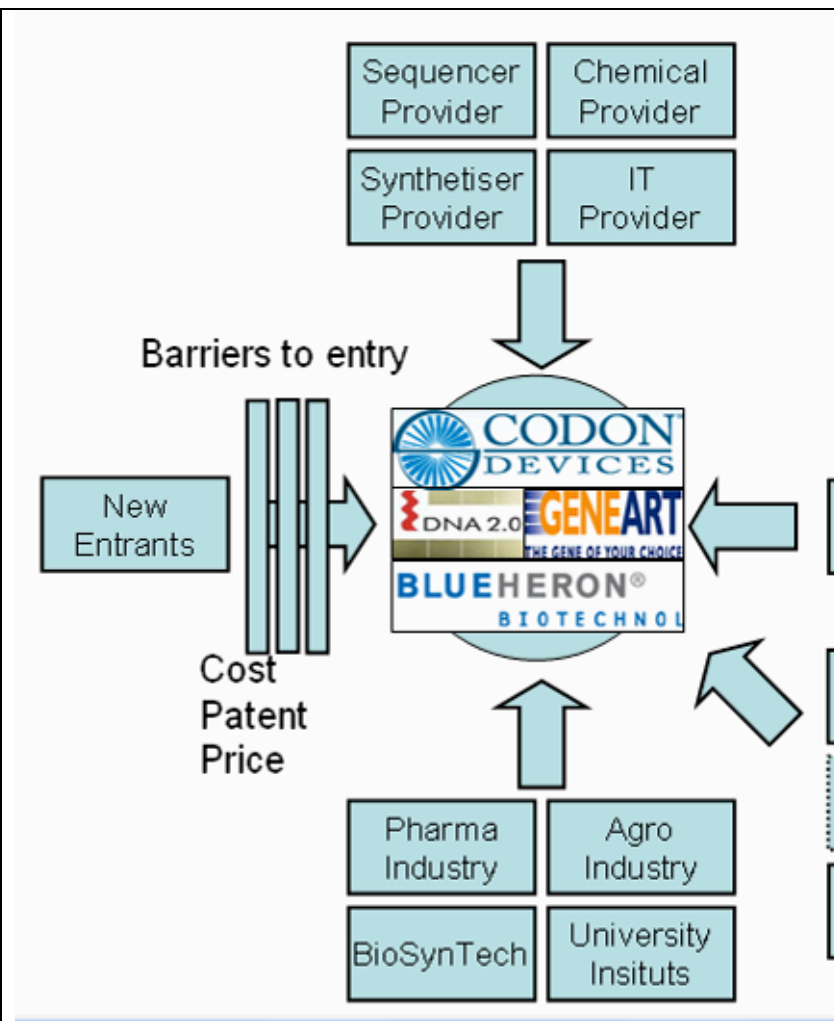 Sequencer
Provider
Chemical
Provider
Synthetiser
Provider
IT
Provider
Barriers to entry
CODON
DEVICES
New
Entrants
DNA 2.0
GENEART
THE GENE OF YOUR CHOICE
BLUEHERON®
BIOTECHNOL
Cost
Patent
Price
Pharma
Industry
Agro
Industry
BioSynTech
University
Insituts